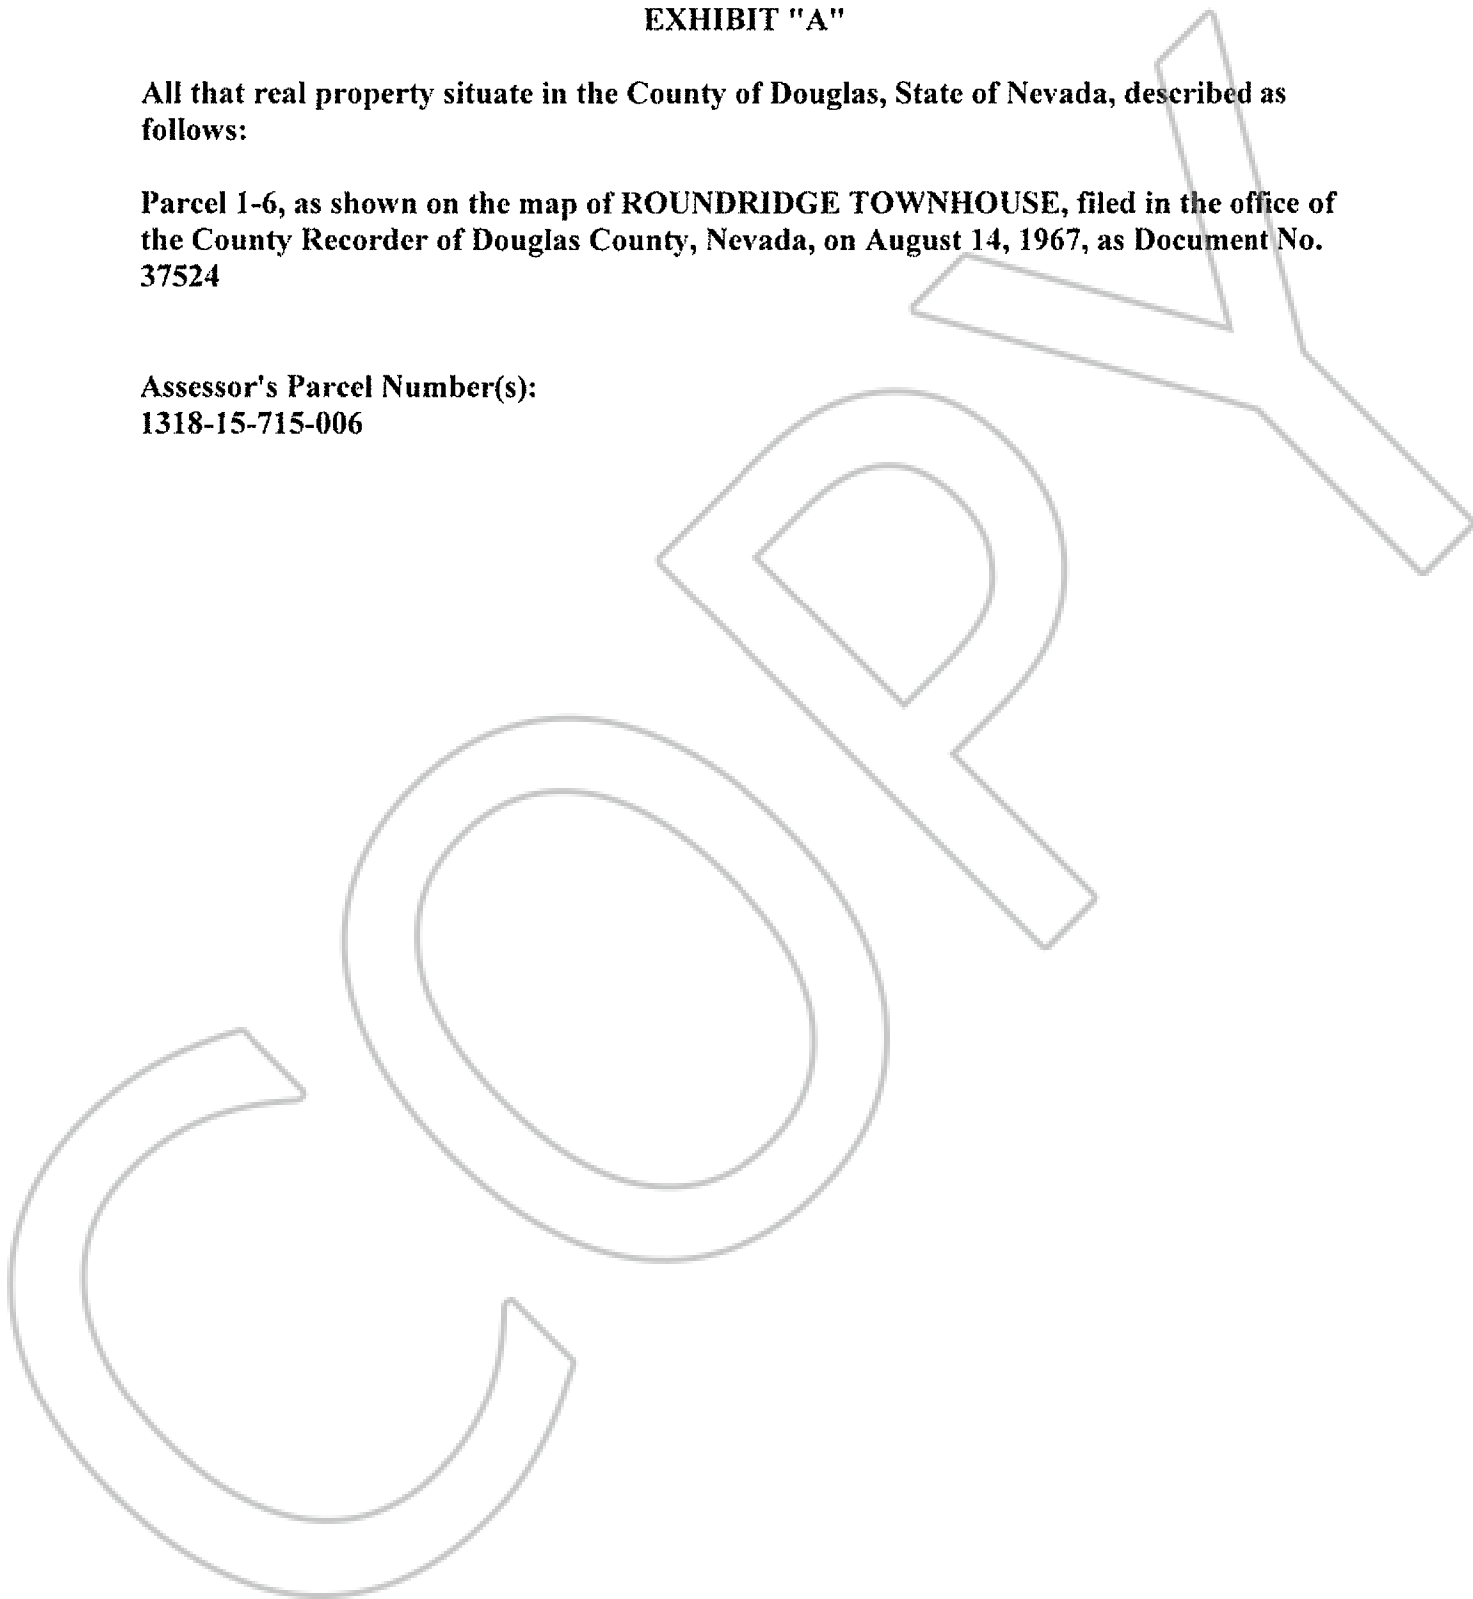 EXHIBIT "A"
All that real property situate in the County of Douglas, State of Nevada, described as
follows:
Parcel 1-6, as shown on the map of ROUNDRIDGE TOWNHOUSE, filed in the office of
the County Recorder of Douglas County, Nevada, on August 14, 1967, as Document No.
37524
Assessor's Parcel Number(s):
1318-15-715-006
COPY